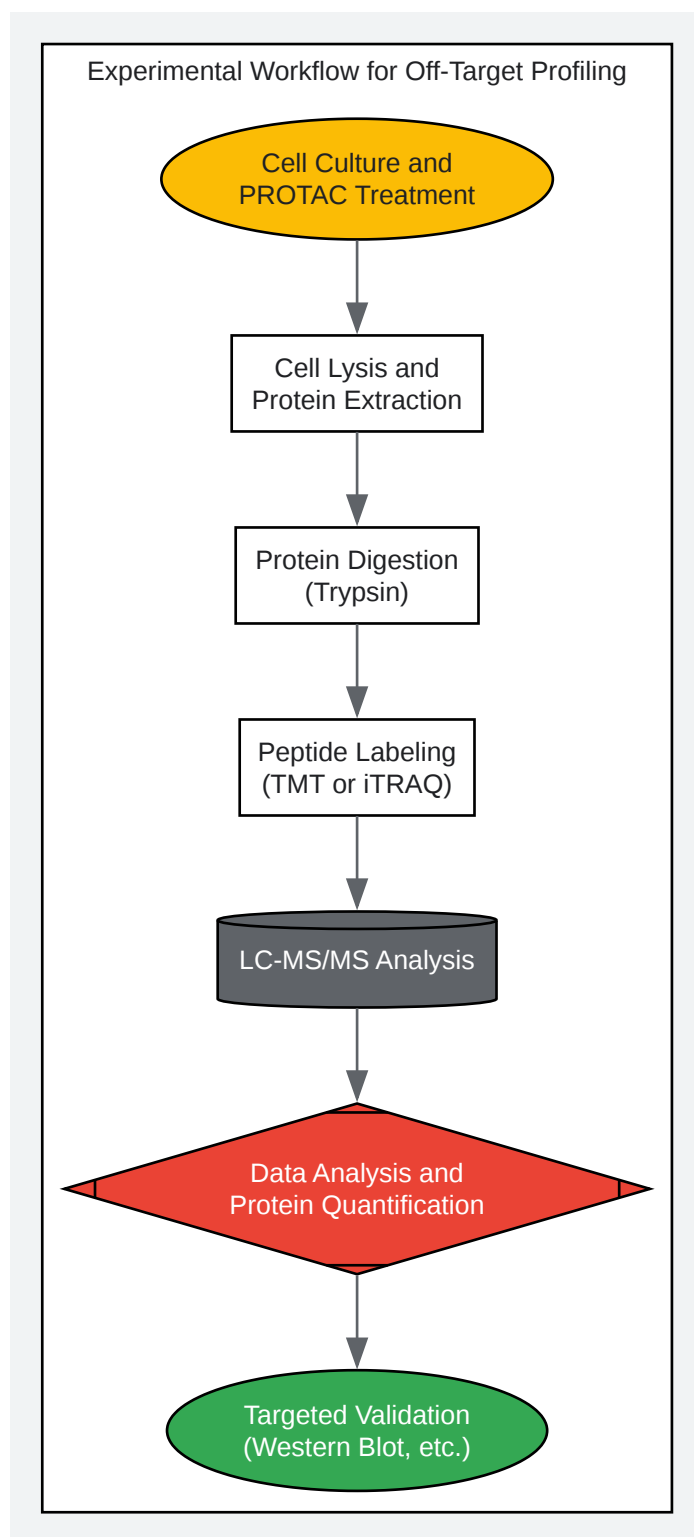 Experimental Workflow for Off-Target Profiling
Cell Culture and
PROTAC Treatment
Cell Lysis and
Protein Extraction
Protein Digestion
(Trypsin)
Peptide Labeling
(TMT or iTRAQ)
LC-MS/MS Analysis
Data Analysis and
Protein Quantification
Targeted Validation
(Western Blot, etc.)